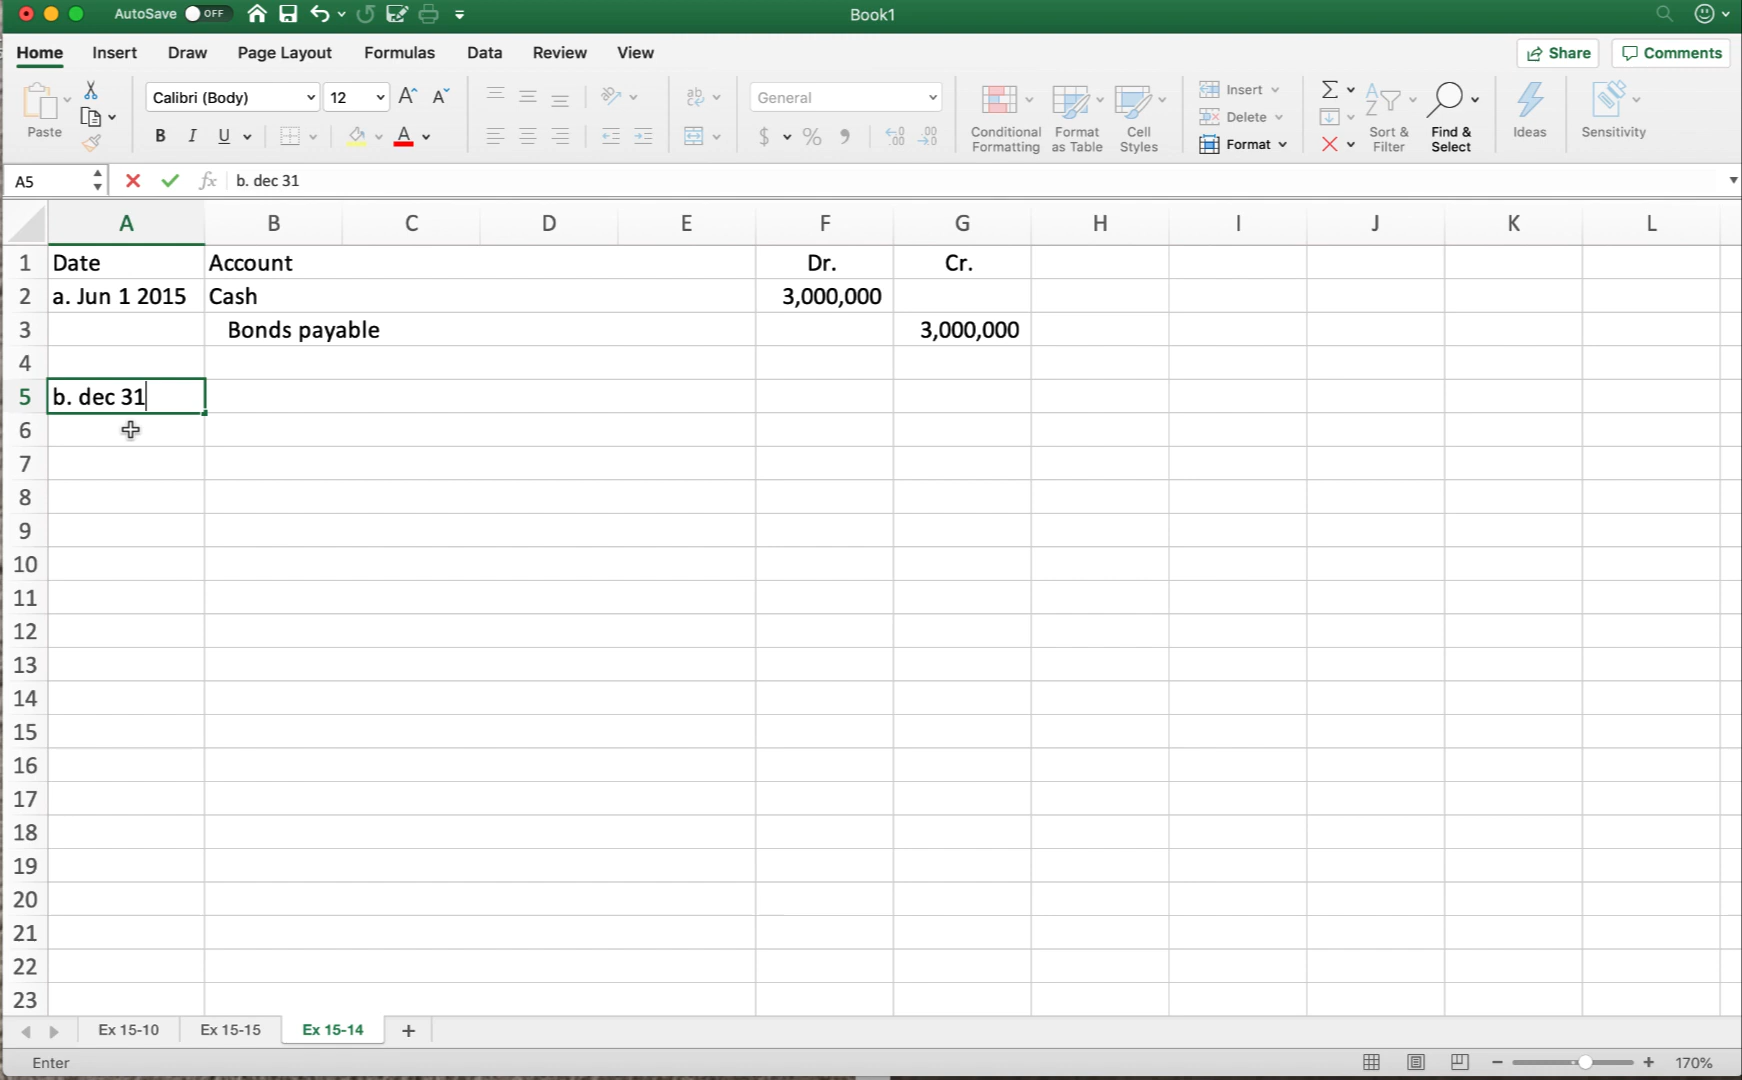 AutoSave OFF
Book1
Home Insert Draw Page Layout Formulas Data Review View
Share Comments
Paste
Calibri (Body) 12
B I U
General
Conditional Formatting
Format as Table
Cell Styles
Insert
Delete
Format
Sort & Filter
Find & Select
Ideas
Sensitivity
A5 fx b. dec 31
A B C D E F G H I J K L
1 Date Account Dr. Cr.
2 a. Jun 1 2015 Cash 3,000,000
3 Bonds payable 3,000,000
4
5 b. dec 31
6
7
8
9
10
11
12
13
14
15
16
17
18
19
20
21
22
23
Ex 15-10 Ex 15-15 Ex 15-14 +
Enter 170%